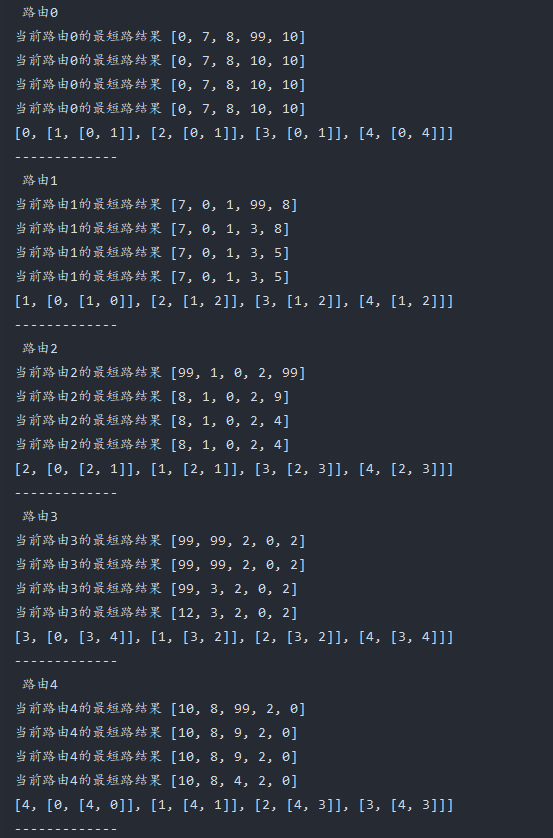 路由0
当前路由0的最短路结果 [0, 7, 8, 99, 10]
当前路由0的最短路结果 [0, 7, 8, 10, 10]
当前路由0的最短路结果 [0, 7, 8, 10, 10]
当前路由0的最短路结果 [0, 7, 8, 10, 10]
[0, [1, [0, 1]], [2, [0, 1]], [3, [0, 1]], [4, [0, 4]]]
-------------
路由1
当前路由1的最短路结果 [7, 0, 1, 99, 8]
当前路由1的最短路结果 [7, 0, 1, 3, 8]
当前路由1的最短路结果 [7, 0, 1, 3, 5]
当前路由1的最短路结果 [7, 0, 1, 3, 5]
[1, [0, [1, 0]], [2, [1, 2]], [3, [1, 2]], [4, [1, 2]]]
-------------
路由2
当前路由2的最短路结果 [99, 1, 0, 2, 99]
当前路由2的最短路结果 [8, 1, 0, 2, 9]
当前路由2的最短路结果 [8, 1, 0, 2, 4]
当前路由2的最短路结果 [8, 1, 0, 2, 4]
[2, [0, [2, 1]], [1, [2, 1]], [3, [2, 3]], [4, [2, 3]]]
-------------
路由3
当前路由3的最短路结果 [99, 99, 2, 0, 2]
当前路由3的最短路结果 [99, 99, 2, 0, 2]
当前路由3的最短路结果 [99, 3, 2, 0, 2]
当前路由3的最短路结果 [12, 3, 2, 0, 2]
[3, [0, [3, 4]], [1, [3, 2]], [2, [3, 2]], [4, [3, 4]]]
-------------
路由4
当前路由4的最短路结果 [10, 8, 99, 2, 0]
当前路由4的最短路结果 [10, 8, 9, 2, 0]
当前路由4的最短路结果 [10, 8, 9, 2, 0]
当前路由4的最短路结果 [10, 8, 4, 2, 0]
[4, [0, [4, 0]], [1, [4, 1]], [2, [4, 3]], [3, [4, 3]]]
-------------